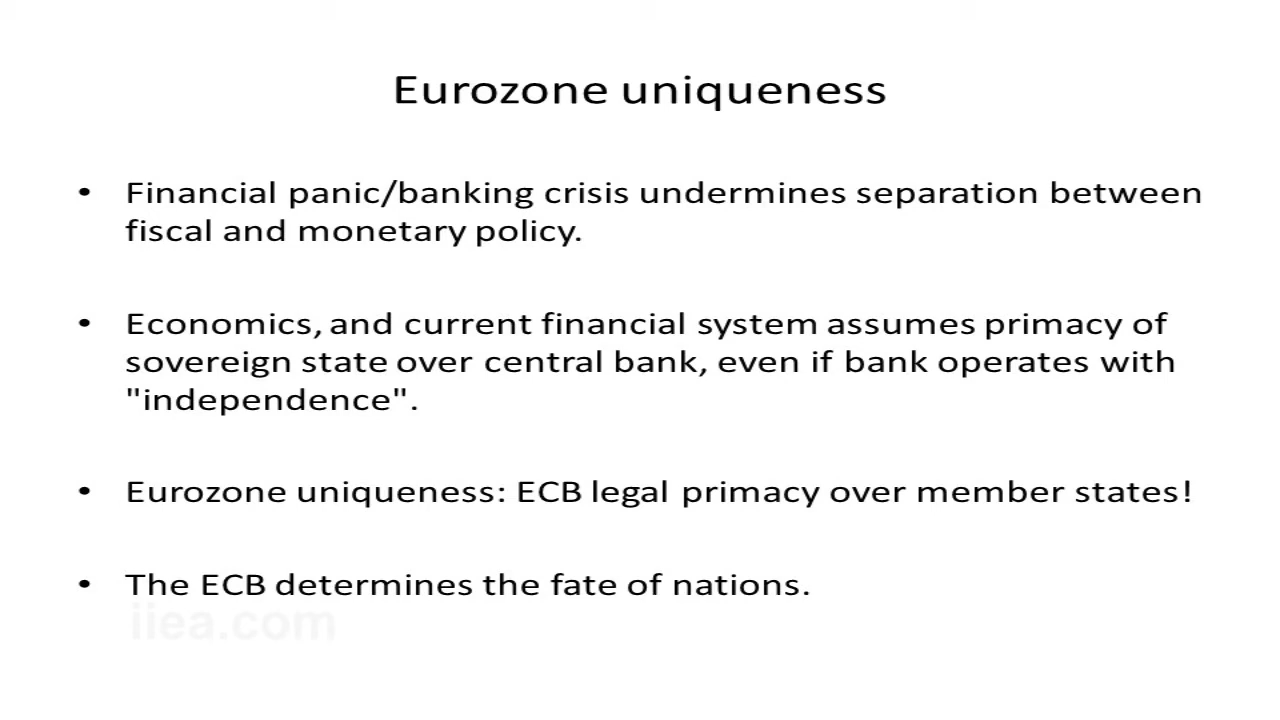 Eurozone uniqueness
• Financial panic/banking crisis undermines separation between
fiscal and monetary policy.
• Economics, and current financial system assumes primacy of
sovereign state over central bank, even if bank operates with
"independence".
• Eurozone uniqueness: ECB legal primacy over member states!
• The ECB determines the fate of nations.
iiea.com